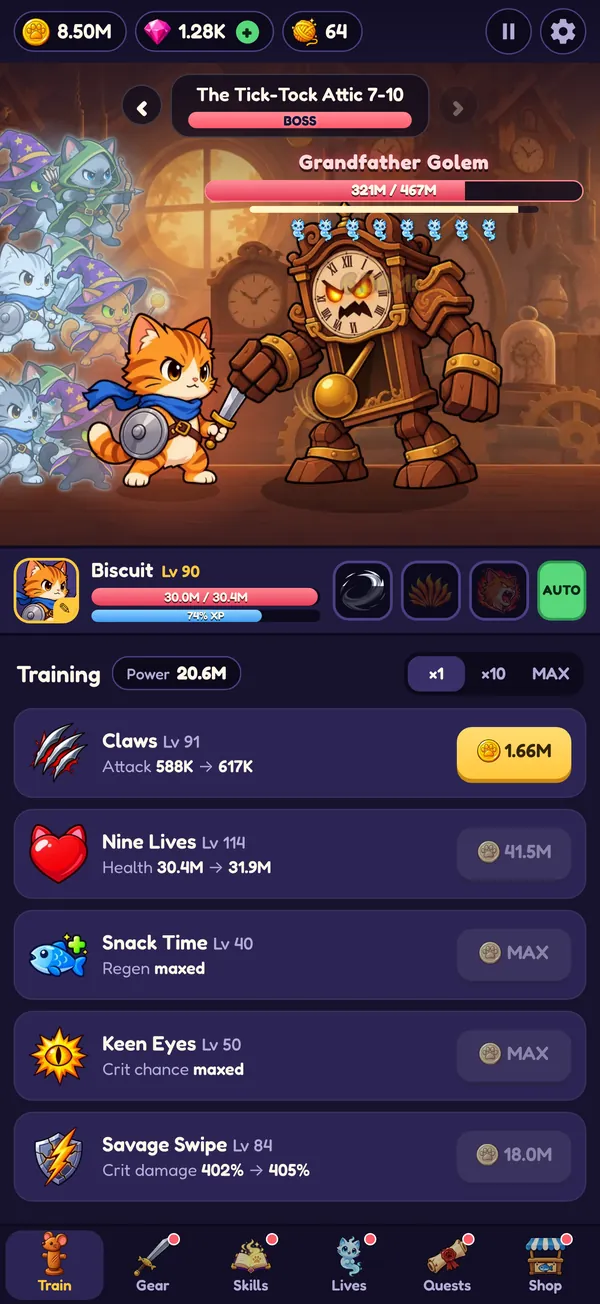 8.50M
1.28K
64
The Tick-Tock Attic 7-10
BOSS
Grandfather Golem
321M / 467M
XII
Biscuit Lv 90
30.0M / 30.4M
74% XP
AUTO
Training
Power 20.6M
x1
x10
MAX
Claws Lv 91
Attack 588K → 617K
1.66M
Nine Lives Lv 114
Health 30.4M → 31.9M
41.5M
Snack Time Lv 40
Regen maxed
MAX
Keen Eyes Lv 50
Crit chance maxed
MAX
Savage Swipe Lv 84
Crit damage 402% → 405%
18.0M
Train
Gear
Skills
Lives
Quests
Shop